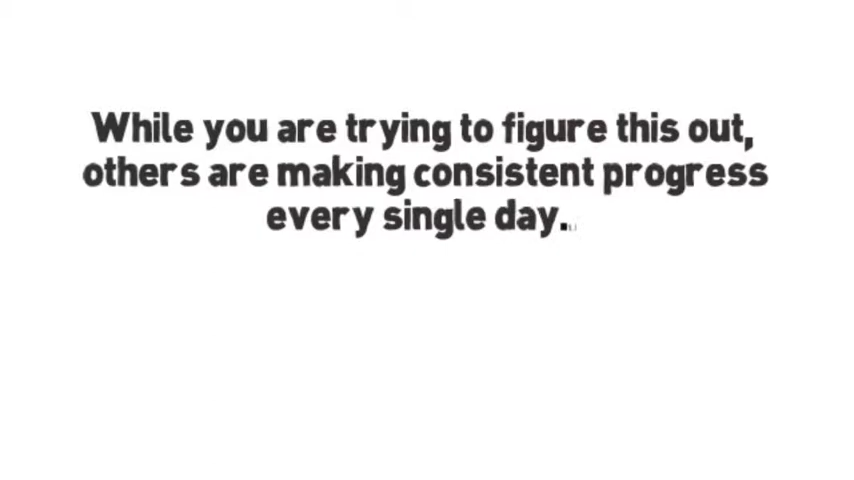 While you are trying to figure this out,
others are making consistent progress
every single day.